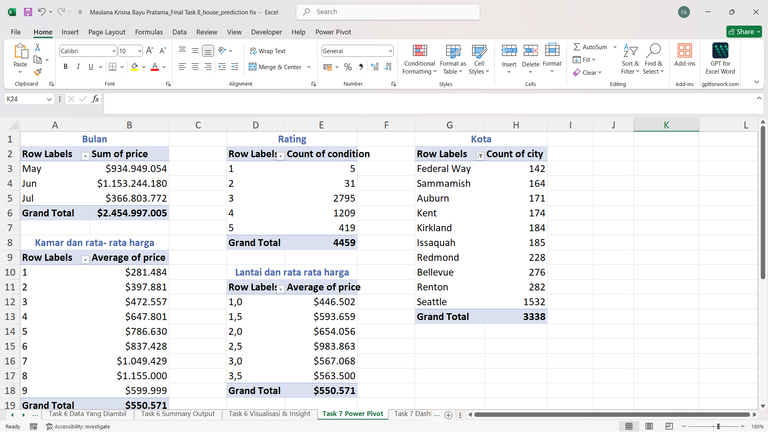 Maulana Krisna Bayu Pratama_Final Task 8_house_prediction fix - Excel
Search
FA
File Home Insert Page Layout Formulas Data Review View Developer Help Power Pivot
Share
Paste
Clipboard
Calibri 10 A^ A˅
B I U A
Font
Wrap Text
Merge & Center
Alignment
General
% ,
Number
Conditional Formatting
Format as Table
Cell Styles
Styles
Insert Delete Format
Cells
AutoSum
Fill
Clear
Sort & Filter
Find & Select
Editing
Add-ins
Add-ins
GPT for Excel Word
gptforwork.com
K24 fx
A B C D E F G H I J K L
1 Bulan Rating Kota
2 Row Labels Sum of price Row Labels Count of condition Row Labels Count of city
3 May $934.949.054 1 5 Federal Way 142
4 Jun $1.153.244.180 2 31 Sammamish 164
5 Jul $366.803.772 3 2795 Auburn 171
6 Grand Total $2.454.997.005 4 1209 Kent 174
7 5 419 Kirkland 184
8 Kamar dan rata- rata harga Grand Total 4459 Issaquah 185
9 Row Labels Average of price Redmond 228
10 1 $281.484 Lantai dan rata rata harga Bellevue 276
11 2 $397.881 Row Labels Average of price Renton 282
12 3 $472.557 1,0 $446.502 Seattle 1532
13 4 $647.801 1,5 $593.659 Grand Total 3338
14 5 $786.630 2,0 $654.056
15 6 $837.428 2,5 $983.863
16 7 $1.049.429 3,0 $567.068
17 8 $1.155.000 3,5 $563.500
18 9 $599.999 Grand Total $550.571
19 Grand Total $550.571
... Task 6 Data Yang Diambil Task 6 Summary Output Task 6 Visualisasi & Insight Task 7 Power Pivot Task 7 Dash ...
Ready Accessibility: Investigate 160%